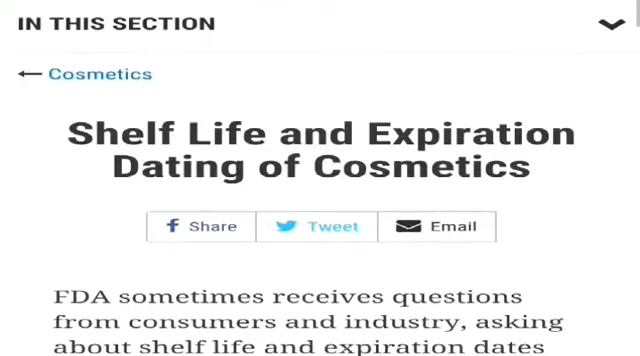 IN THIS SECTION
← Cosmetics
Shelf Life and Expiration
Dating of Cosmetics
Share Tweet Email
FDA sometimes receives questions
from consumers and industry, asking
about shelf life and expiration dates